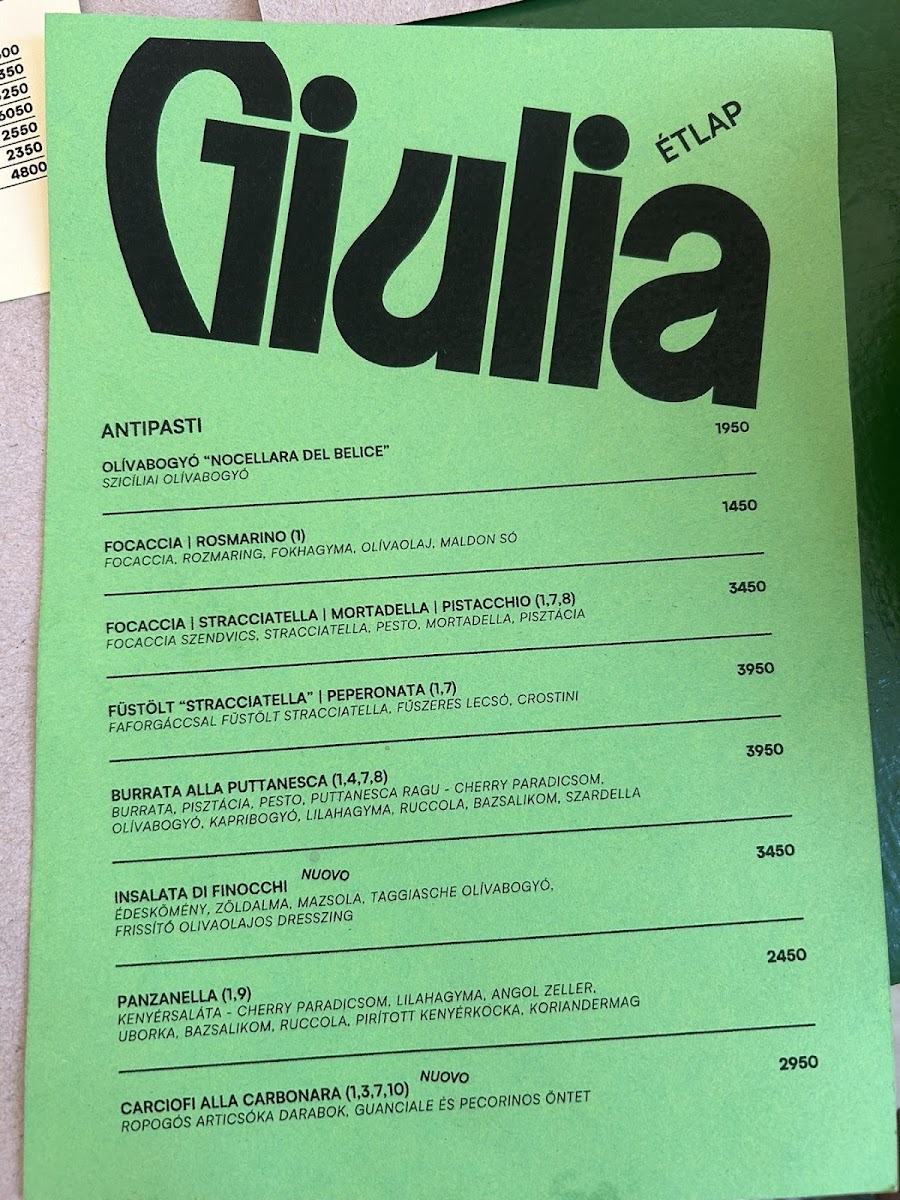 600
350
250
6050
2550
2350
4800
Giulia
ÉTLAP
ANTIPASTI
OLÍVABOGYÓ “NOCELLARA DEL BELICE” 1950
SZICÍLIAI OLÍVABOGYÓ
FOCACCIA | ROSMARINO (1) 1450
FOCACCIA, ROZMARING, FOKHAGYMA, OLÍVAOLAJ, MALDON SÓ
FOCACCIA | STRACCIATELLA | MORTADELLA | PISTACCHIO (1,7,8) 3450
FOCACCIA SZENDVICS, STRACCIATELLA, PESTO, MORTADELLA, PISZTÁCIA
FÜSTÖLT “STRACCIATELLA” | PEPERONATA (1,7) 3950
FAFORGÁCCSAL FÜSTÖLT STRACCIATELLA, FŰSZERES LECSÓ, CROSTINI
BURRATA ALLA PUTTANESCA (1,4,7,8) 3950
BURRATA, PISZTÁCIA, PESTO, PUTTANESCA RAGU - CHERRY PARADICSOM,
OLÍVABOGYÓ, KAPRIBOGYÓ, LILAHAGYMA, RUCCOLA, BAZSALIKOM, SZARDELLA
INSALATA DI FINOCCHI NUOVO 3450
ÉDESKÖMÉNY, ZÖLDALMA, MAZSOLA, TAGGIASCHE OLÍVABOGYÓ,
FRISSÍTŐ OLIVAOLAJOS DRESSZING
PANZANELLA (1,9) 2450
KENYÉRSALÁTA - CHERRY PARADICSOM, LILAHAGYMA, ANGOL ZELLER,
UBORKA, BAZSALIKOM, RUCCOLA, PIRÍTOTT KENYÉRKOCKA, KORIANDERMAG
CARCIOFI ALLA CARBONARA (1,3,7,10) NUOVO 2950
ROPOGÓS ARTICSÓKA DARABOK, GUANCIALE ÉS PECORINOS ÖNTET